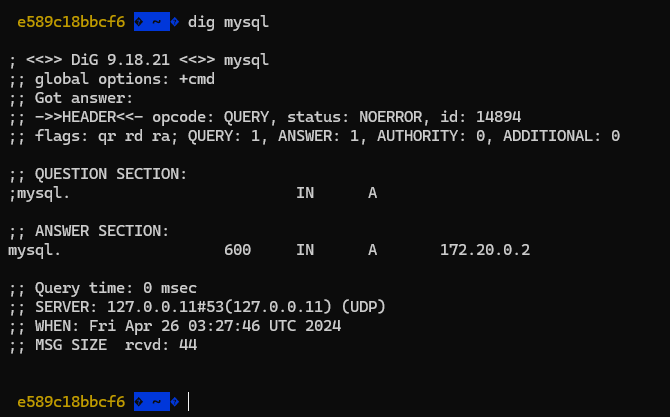 e589c18bbcf6 � ~ � dig mysql
; <<>> DiG 9.18.21 <<>> mysql
;; global options: +cmd
;; Got answer:
;; ->>HEADER<<- opcode: QUERY, status: NOERROR, id: 14894
;; flags: qr rd ra; QUERY: 1, ANSWER: 1, AUTHORITY: 0, ADDITIONAL: 0
;; QUESTION SECTION:
;mysql. IN A
;; ANSWER SECTION:
mysql. 600 IN A 172.20.0.2
;; Query time: 0 msec
;; SERVER: 127.0.0.11#53(127.0.0.11) (UDP)
;; WHEN: Fri Apr 26 03:27:46 UTC 2024
;; MSG SIZE rcvd: 44
e589c18bbcf6 � ~ �